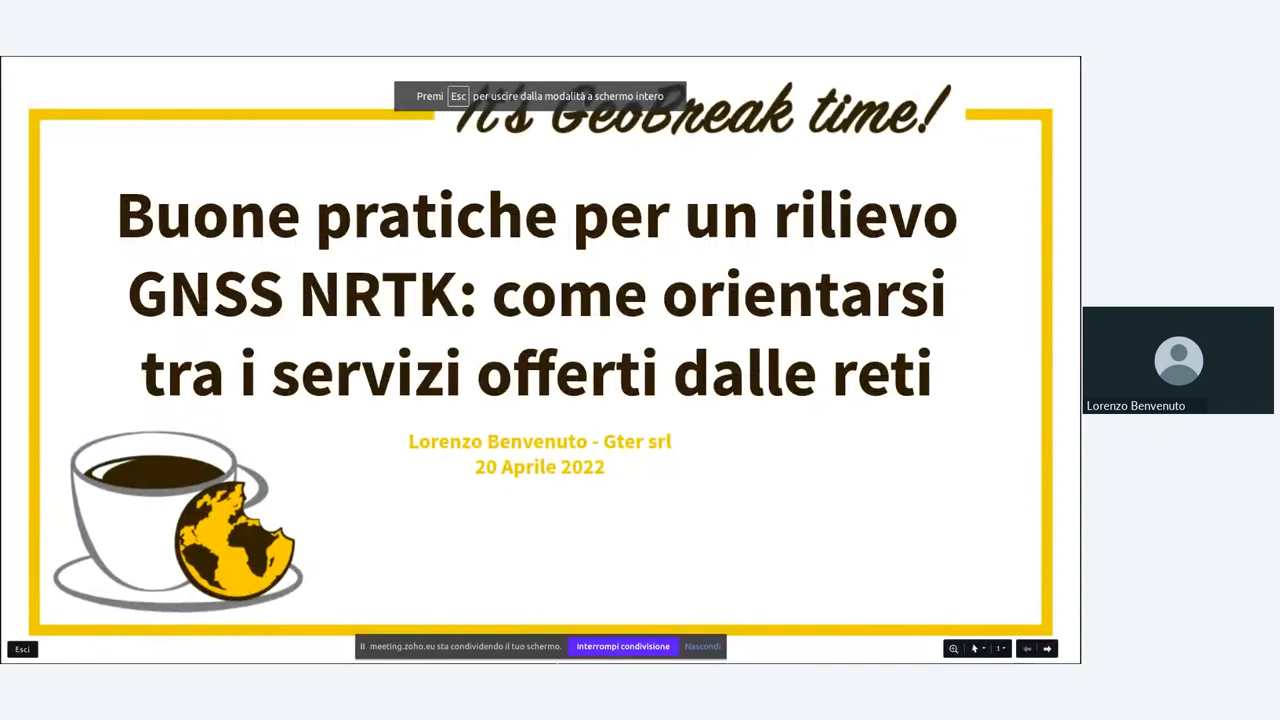 Premi Esc per uscire dalla modalità a schermo intero
It's GeoBreak time!
Buone pratiche per un rilievo
GNSS NRTK: come orientarsi
tra i servizi offerti dalle reti
Lorenzo Benvenuto - Gter srl
20 Aprile 2022
Lorenzo Benvenuto
Esci
meeting.zoho.eu sta condividendo il tuo schermo.
Interrompi condivisione
Nascondi
1